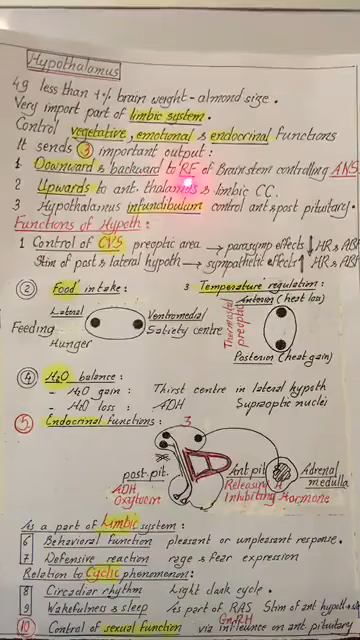 Hypothalamus
4g less than 1% brain weight - almond size.
Very import part of limbic system.
Control vegetative, emotional & endocrinal functions
It sends 3 important output:
1 Downward & backward to RF of Brainstem controlling ANS
2 Upwards to ant. thalamus & limbic CC.
3 Hypothalamus infundibulum control ant & post pituitary.
Functions of Hypoth:
1 Control of CVS preoptic area → parasymp effects ↓ HR & ABP
Stim of post & lateral hypoth → sympathetic effects ↑ HR & ABP
2 Food intake:
3 Temperature regulation:
Lateral
Ventromedial
Anterior (heat loss)
Feeding
Satiety centre
Hunger
Thermostat
preoptic
Posterior (heat gain)
4 H2O balance:
- H2O gain: Thirst centre in lateral hypoth
- H2O loss: ADH Supraoptic nuclei
5 Endocrinal Functions:
3
post-pit.
Ant pit
Adrenal
medulla
ADH
Oxytocin
Releasing H
Inhibiting Hormone
As a part of Limbic system:
6 Behavioral Function pleasant or unpleasant response.
7 Defensive reaction rage & fear expression
Relation to Cyclic phenomenon:
8 Circadian rhythm Light dark cycle.
9 Wakefulness & sleep As part of RAS Stim of ant hypoth →
GnRH
10 Control of sexual function via influence on ant pituitary